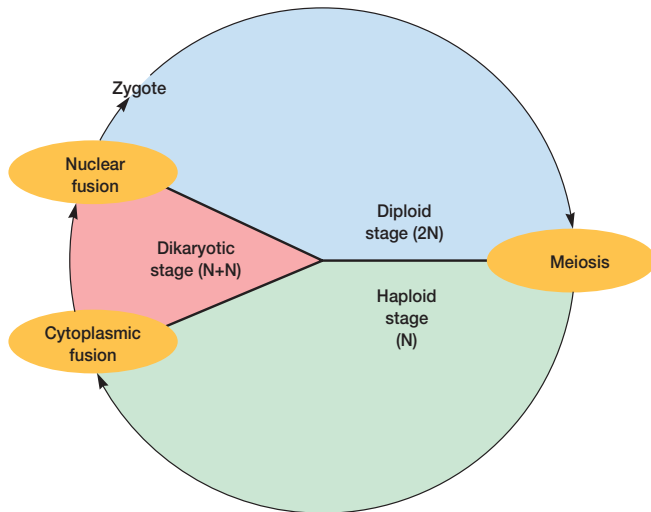 Zygote
Nuclear
fusion
Diploid
stage (2N)
Dikaryotic
stage (N+N)
Meiosis
Haploid
stage
(N)
Cytoplasmic
fusion